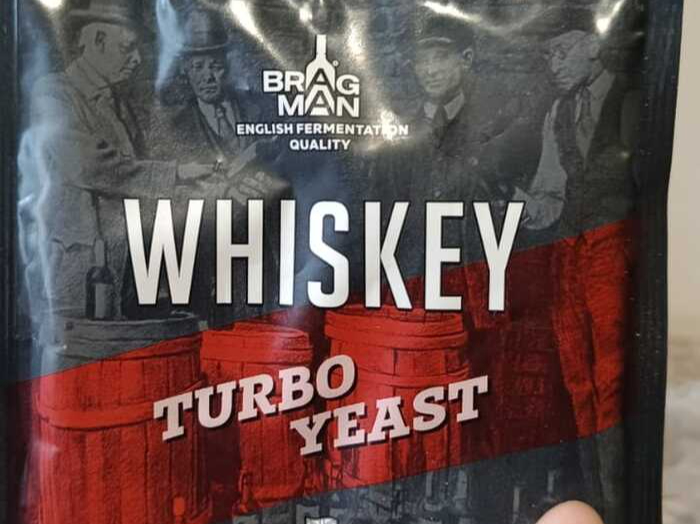 BRAG
MAN
ENGLISH FERMENTATION
QUALITY
WHISKEY
TURBO
YEAST